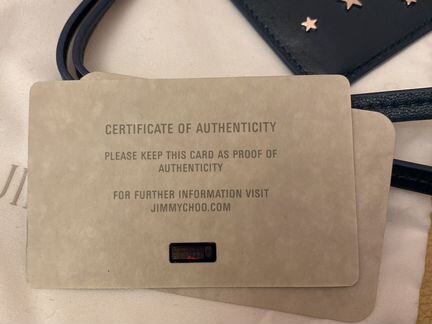 CERTIFICATE OF AUTHENTICITY
PLEASE KEEP THIS CARD AS PROOF OF
AUTHENTICITY
FOR FURTHER INFORMATION VISIT
JIMMYCHOO.COM